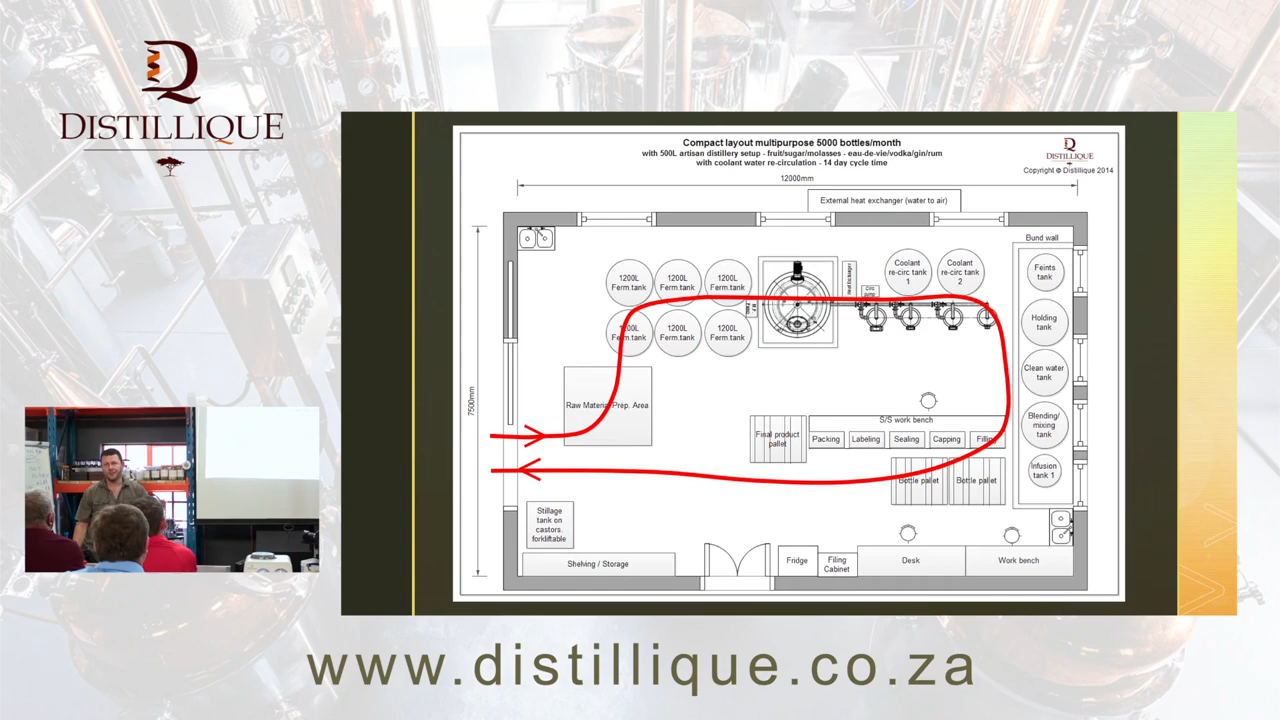 DISTILLIQUE
Compact layout multipurpose 5000 bottles/month
with 500L artisan distillery setup - fruit/sugar/molasses - eau-de-vie/vodka/gin/rum
with coolant water re-circulation - 14 day cycle time
DISTILLIQUE
Copyright © Distillique 2014
12000mm
External heat exchanger (water to air)
Bund wall
1200L
Ferm.tank
1200L
Ferm.tank
1200L
Ferm.tank
Heat Exchanger
Circ
pump
Coolant
re-circ tank
1
Coolant
re-circ tank
2
Feints
tank
1200L
Ferm.tank
1200L
Ferm.tank
1200L
Ferm.tank
Holding
tank
Clean water
tank
7500mm
Raw Material Prep. Area
Final product
pallet
S/S work bench
Packing
Labeling
Sealing
Capping
Blending/
mixing
tank
Bottle pallet
Bottle pallet
Infusion
tank 1
Stillage
tank on
castors.
forkliftable
Shelving / Storage
Fridge
Filing
Cabinet
Desk
Work bench
www.distillique.co.za